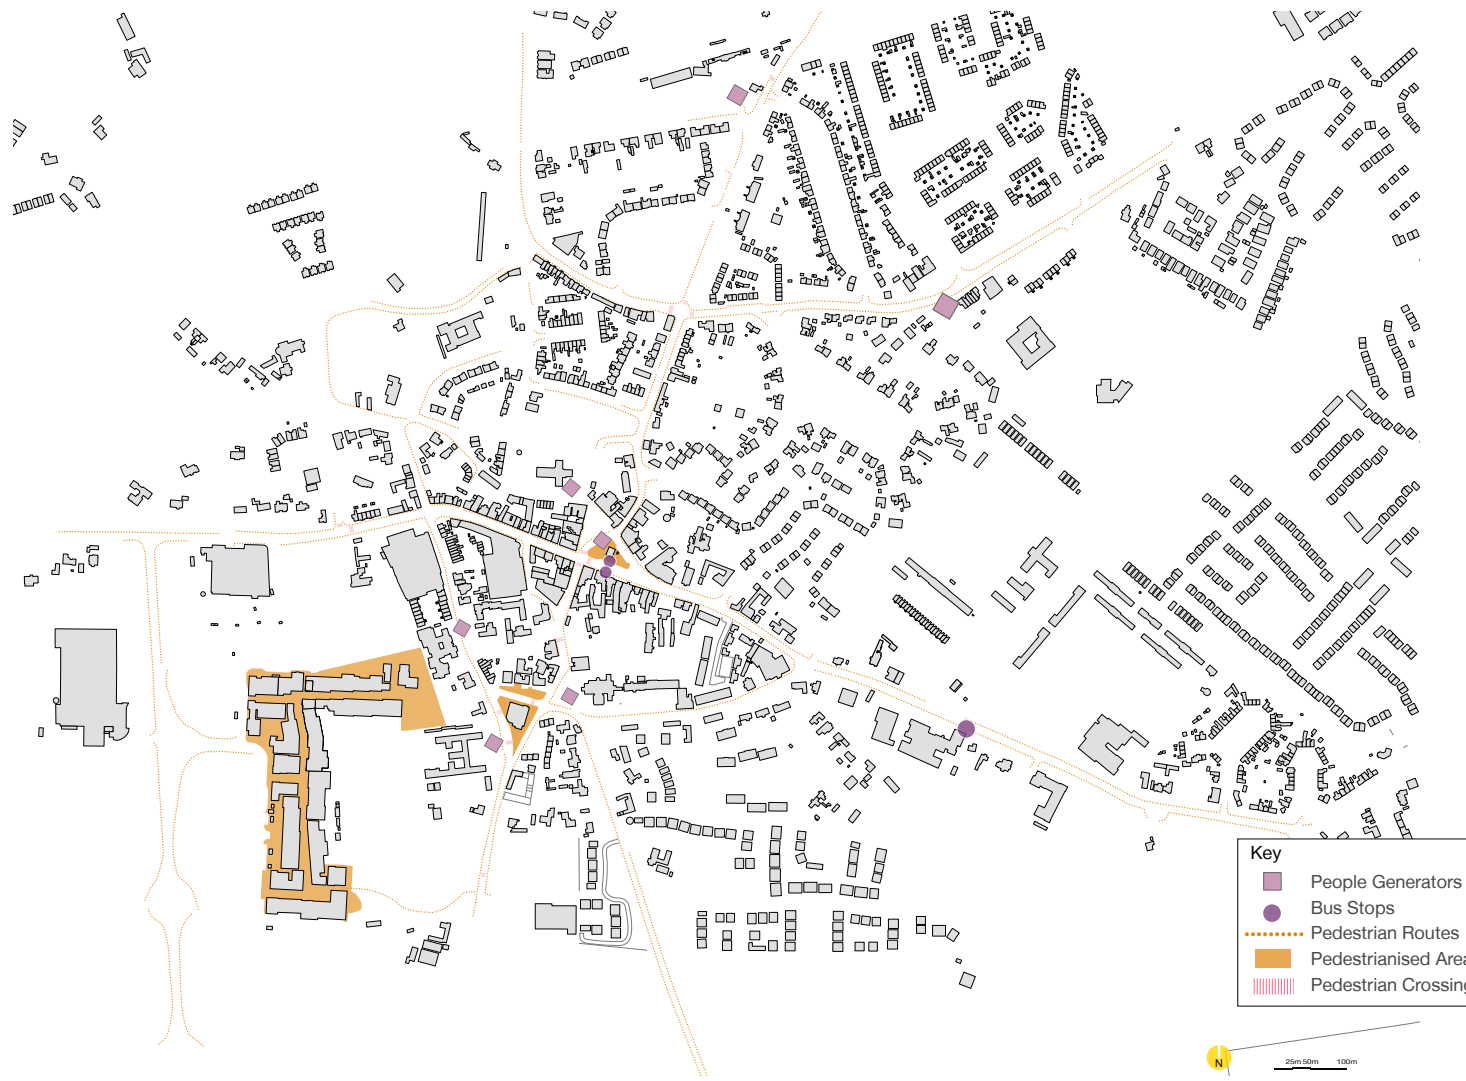 Key
People Generators
Bus Stops
Pedestrian Routes
Pedestrianised Area
Pedestrian Crossing
N
25m 50m 100m